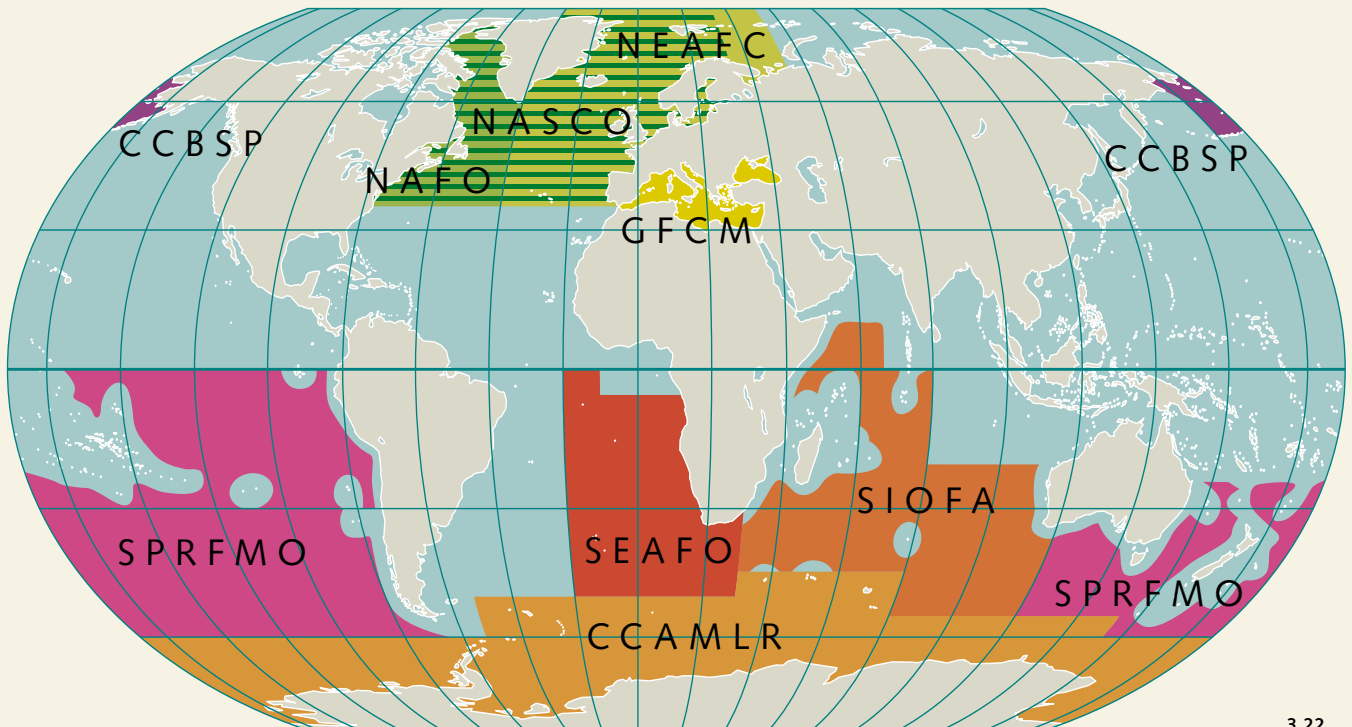 NEAFC
NASCO
CCBSP
CCBSP
NAFO
GFCM
SIOFA
SPRFMO
SEAFO
SPRFMO
CCAMLR
3.22